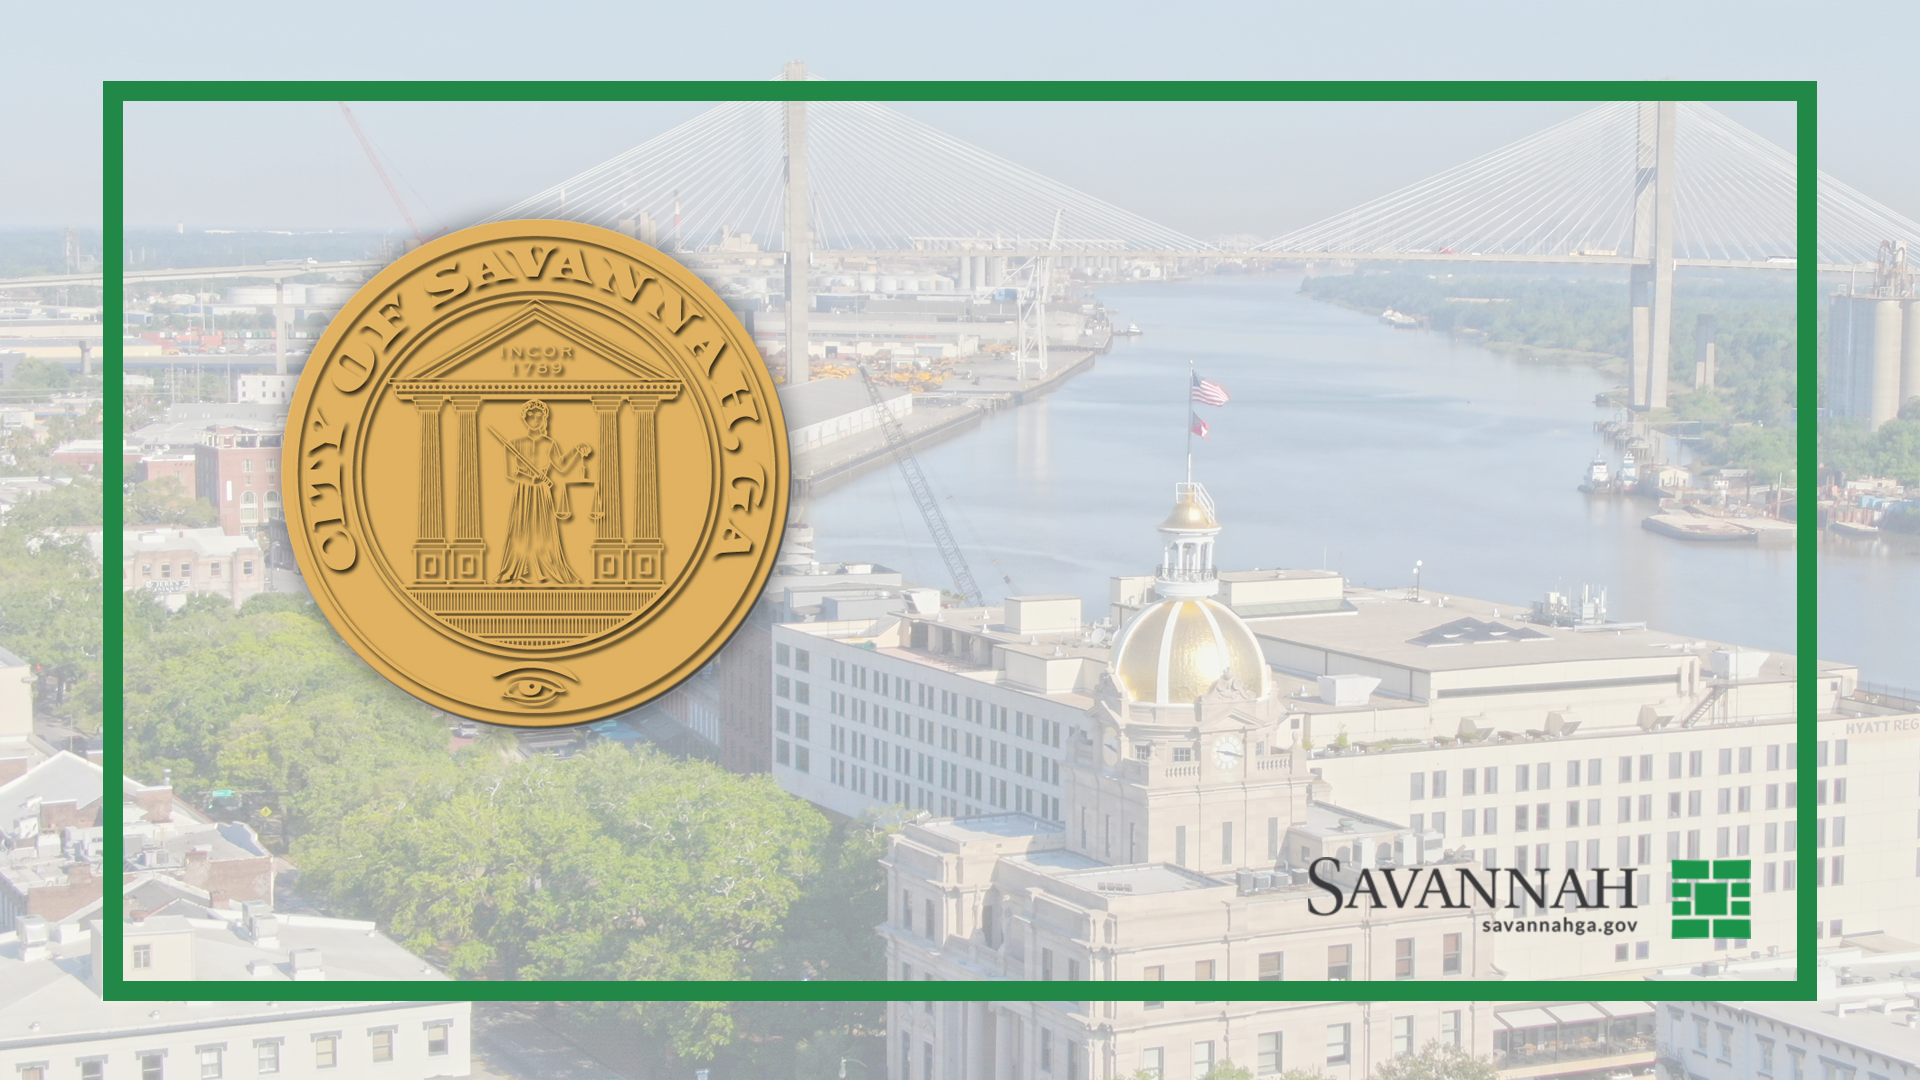 CITY OF SAVANNAH, GA
INCOR
1789
HYATT REG
SAVANNAH
savannahga.gov